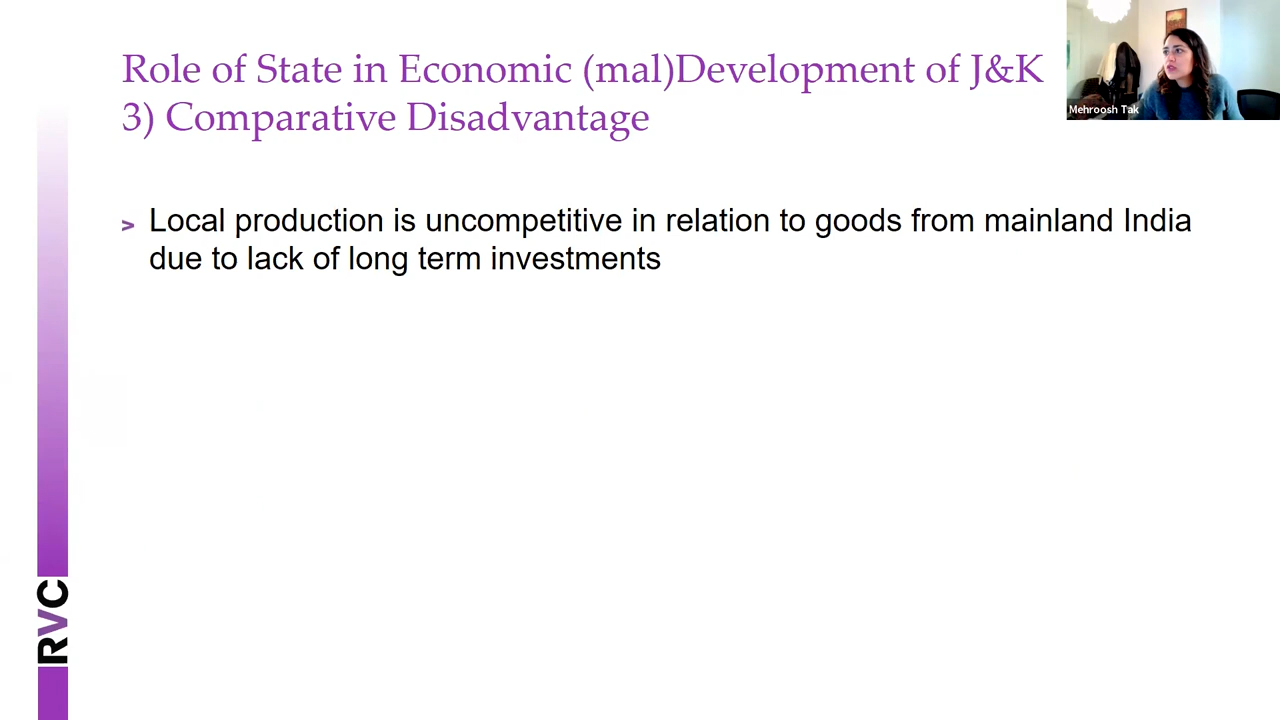 Role of State in Economic (mal)Development of J&K
3) Comparative Disadvantage
Mehroosh Tak
> Local production is uncompetitive in relation to goods from mainland India
due to lack of long term investments
RVC